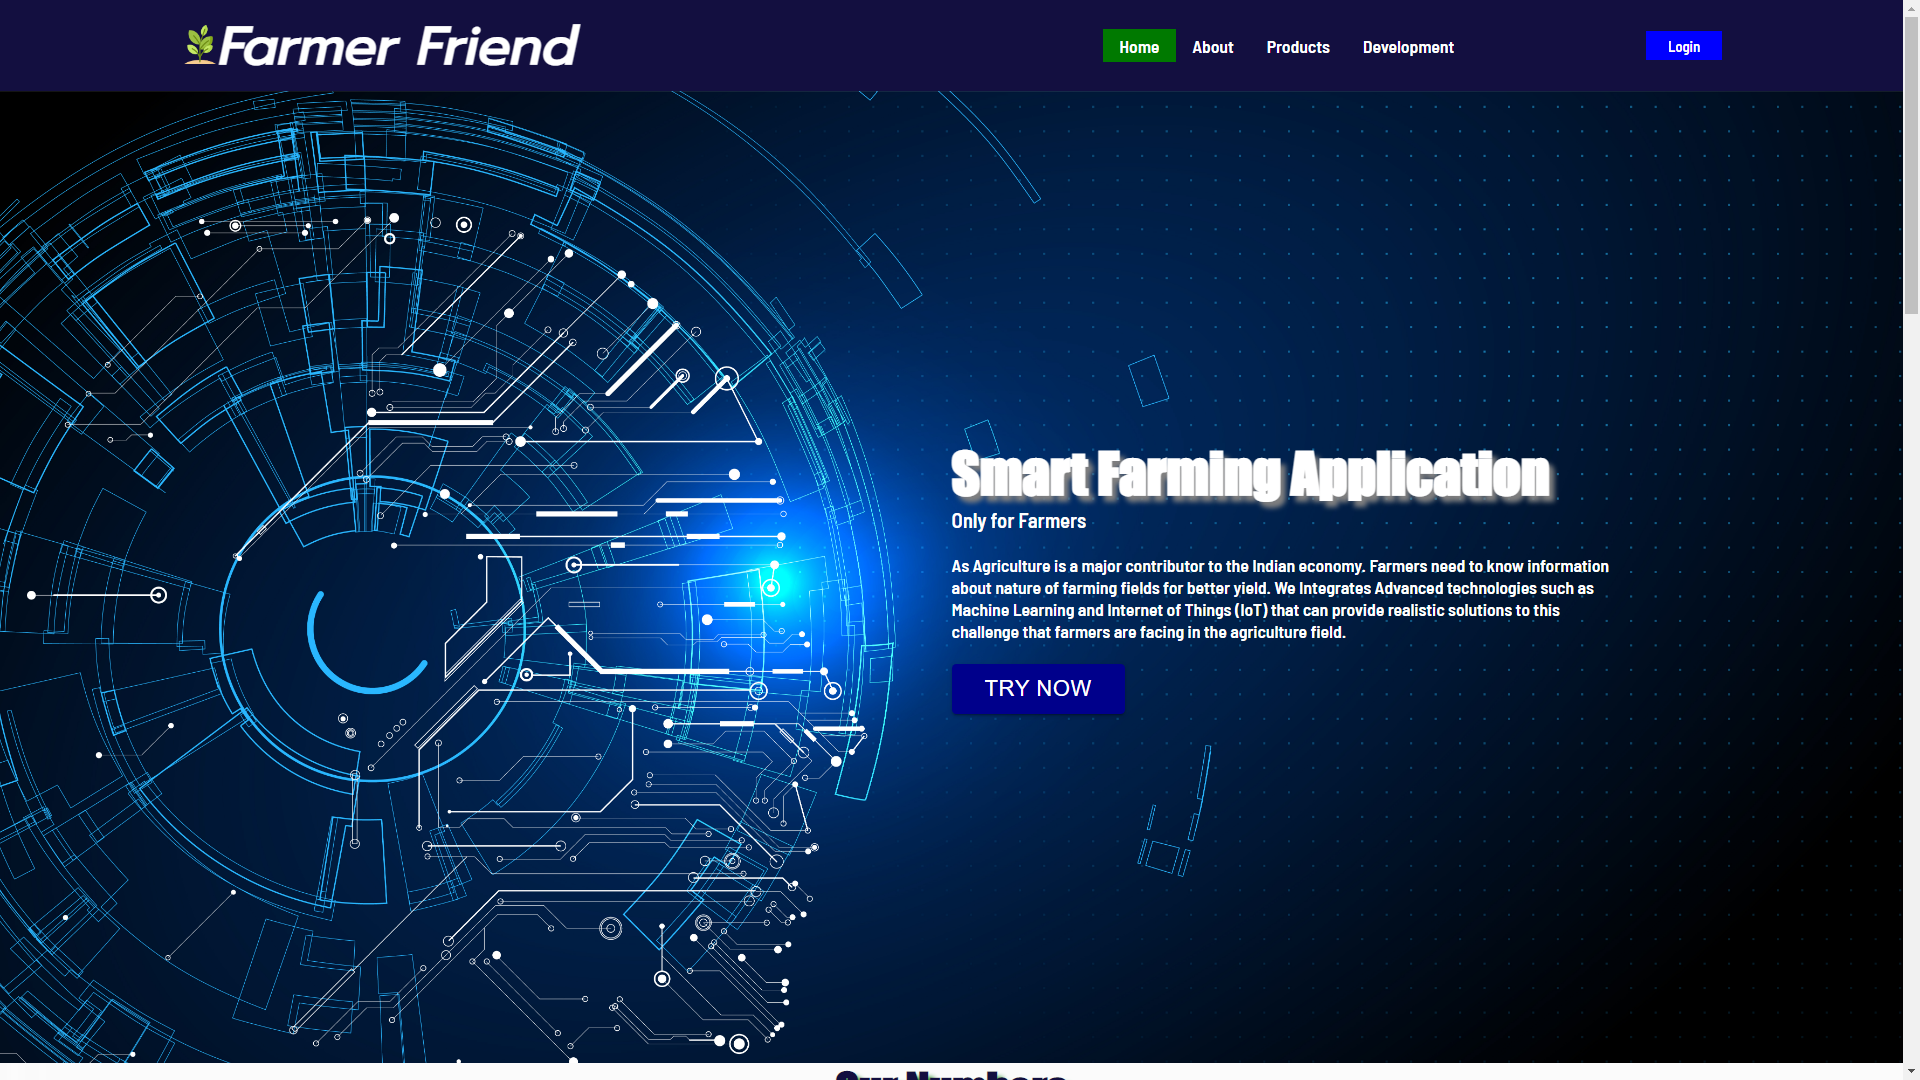 Farmer Friend
Home About Products Development Login
Smart Farming Application
Only for Farmers
As Agriculture is a major contributor to the Indian economy. Farmers need to know information
about nature of farming fields for better yield. We Integrates Advanced technologies such as
Machine Learning and Internet of Things (IoT) that can provide realistic solutions to this
challenge that farmers are facing in the agriculture field.
TRY NOW
Our Numbers